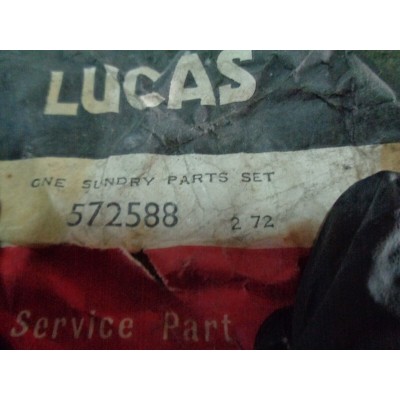 LUCAS
ONE SUNDRY PARTS SET
572588 2 72
Service Part